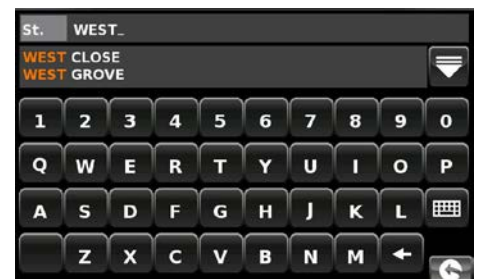 St. WEST_
WEST CLOSE
WEST GROVE
1 2 3 4 5 6 7 8 9 0
Q W E R T Y U I O P
A S D F G H J K L
Z X C V B N M